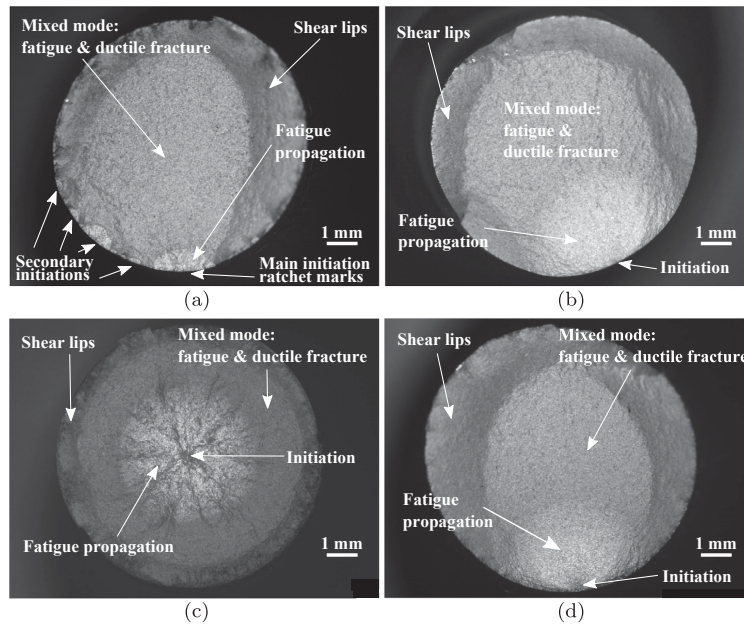 Mixed mode:
fatigue & ductile fracture
Shear lips
Fatigue
propagation
Secondary
initiations
1 mm
Main initiation
ratchet marks
(a)
Shear lips
Mixed mode:
fatigue &
ductile fracture
Fatigue
propagation
1 mm
Initiation
(b)
Shear lips
Mixed mode:
fatigue & ductile fracture
Initiation
Fatigue propagation
1 mm
(c)
Shear lips
Mixed mode:
fatigue & ductile fracture
Fatigue
propagation
1 mm
Initiation
(d)